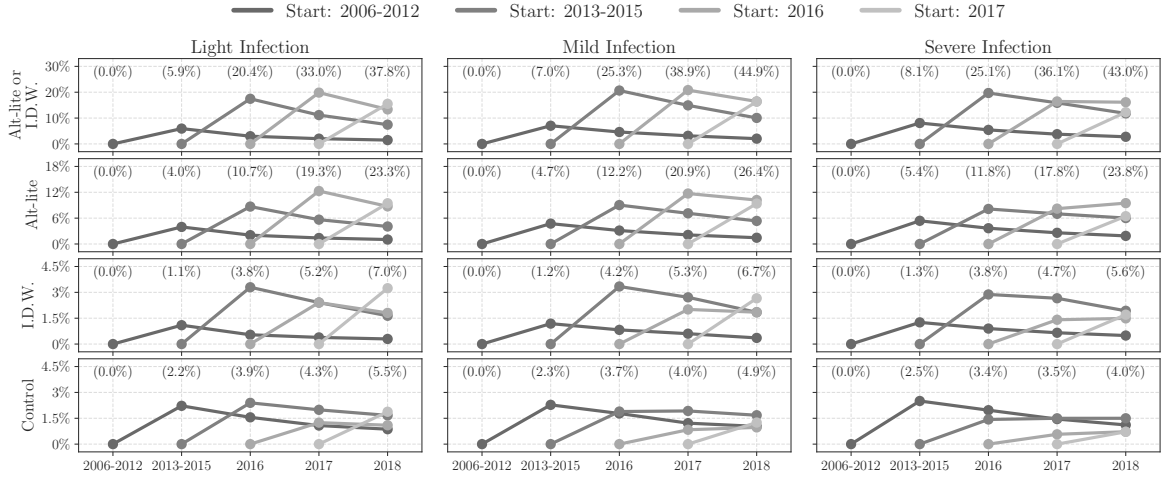 Start: 2006-2012 Start: 2013-2015 Start: 2016 Start: 2017
Light Infection Mild Infection Severe Infection
Alt-lite or
I.D.W.
30%
20%
10%
0%
(0.0%) (5.9%) (20.4%) (33.0%) (37.8%)
(0.0%) (7.0%) (25.3%) (38.9%) (44.9%)
(0.0%) (8.1%) (25.1%) (36.1%) (43.0%)
Alt-lite
18%
12%
6%
0%
(0.0%) (4.0%) (10.7%) (19.3%) (23.3%)
(0.0%) (4.7%) (12.2%) (20.9%) (26.4%)
(0.0%) (5.4%) (11.8%) (17.8%) (23.8%)
I.D.W.
4.5%
3%
1.5%
0%
(0.0%) (1.1%) (3.8%) (5.2%) (7.0%)
(0.0%) (1.2%) (4.2%) (5.3%) (6.7%)
(0.0%) (1.3%) (3.8%) (4.7%) (5.6%)
Control
4.5%
3%
1.5%
0%
(0.0%) (2.2%) (3.9%) (4.3%) (5.5%)
(0.0%) (2.3%) (3.7%) (4.0%) (4.9%)
(0.0%) (2.5%) (3.4%) (3.5%) (4.0%)
2006-2012 2013-2015 2016 2017 2018
2006-2012 2013-2015 2016 2017 2018
2006-2012 2013-2015 2016 2017 2018